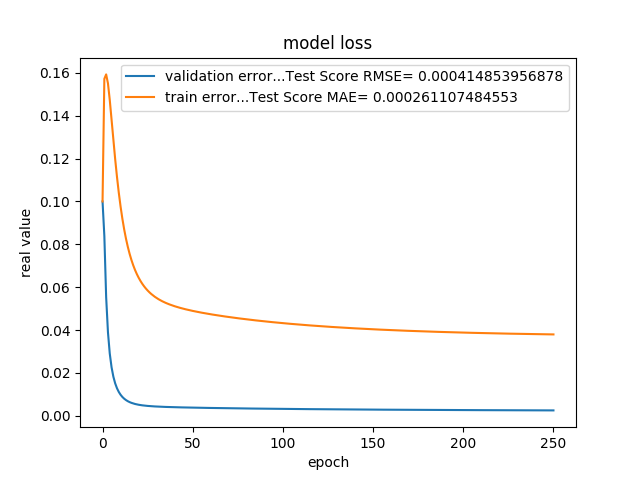 model loss
validation error...Test Score RMSE= 0.000414853956878
train error...Test Score MAE= 0.000261107484553
0.16
0.14
0.12
0.10
0.08
0.06
0.04
0.02
0.00
real value
0 50 100 150 200 250
epoch